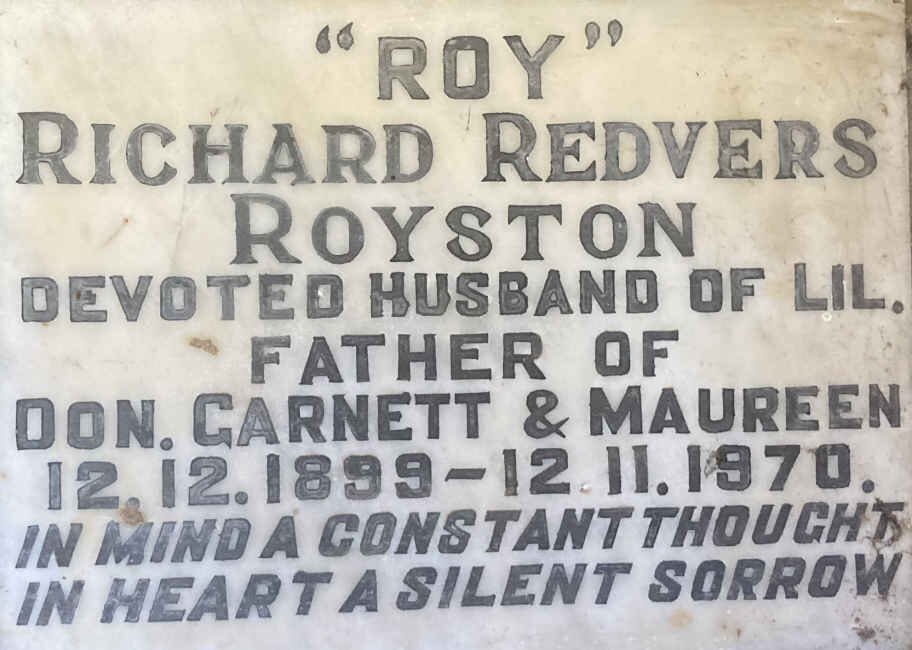 “ROY”
RICHARD REDVERS
ROYSTON
DEVOTED HUSBAND OF LIL.
FATHER OF
DON. GARNETT & MAUREEN
12.12.1899-12 11.1970.
IN MIND A CONSTANT THOUGHT
IN HEART A SILENT SORROW